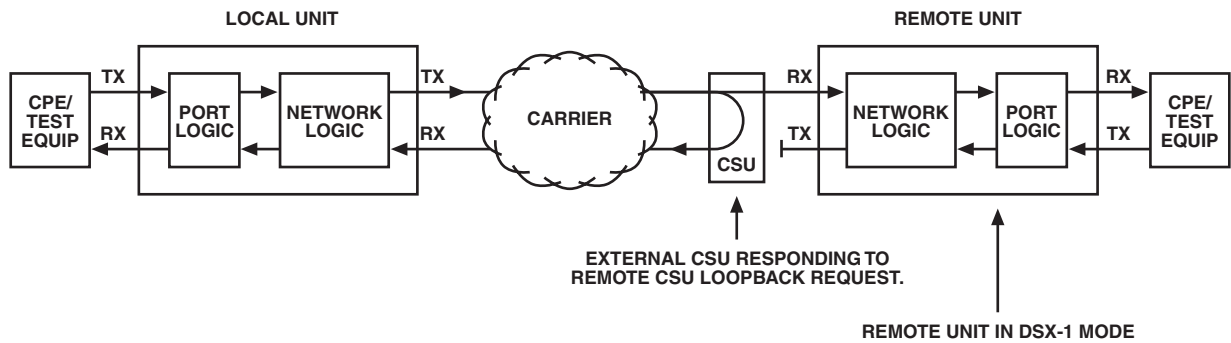 LOCAL UNIT
REMOTE UNIT
CPE/
TEST
EQUIP
TX
RX
PORT
LOGIC
NETWORK
LOGIC
TX
RX
CARRIER
CSU
RX
TX
NETWORK
LOGIC
PORT
LOGIC
RX
TX
CPE/
TEST
EQUIP
EXTERNAL CSU RESPONDING TO
REMOTE CSU LOOPBACK REQUEST.
REMOTE UNIT IN DSX-1 MODE